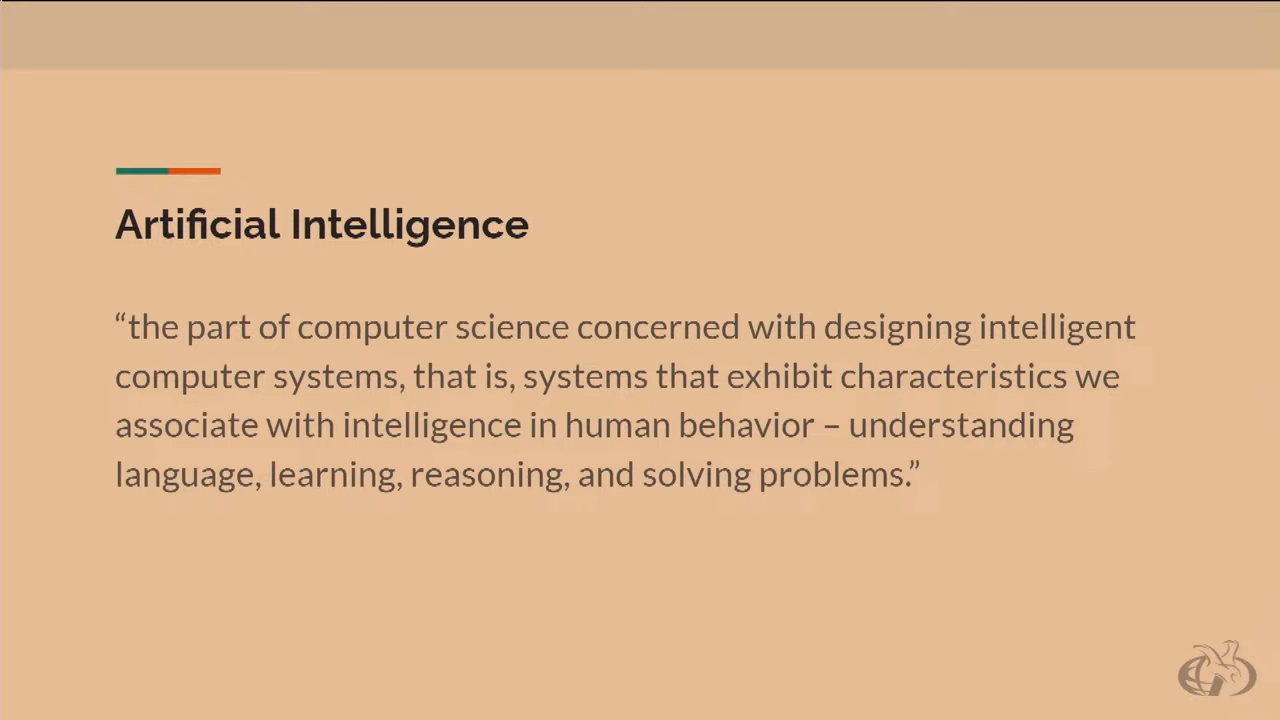 Artificial Intelligence
“the part of computer science concerned with designing intelligent
computer systems, that is, systems that exhibit characteristics we
associate with intelligence in human behavior – understanding
language, learning, reasoning, and solving problems.”